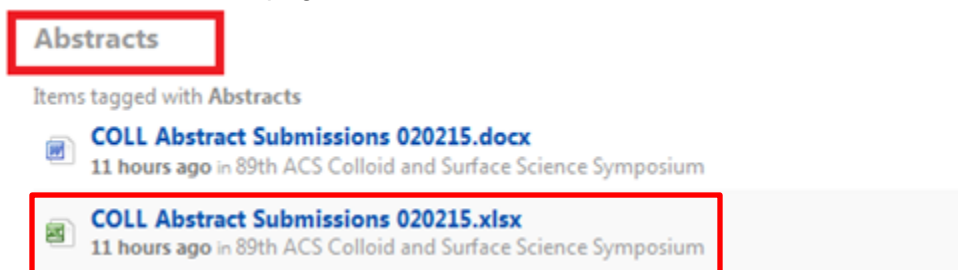 Abstracts
Items tagged with Abstracts
COLL Abstract Submissions 020215.docx
11 hours ago in 89th ACS Colloid and Surface Science Symposium
COLL Abstract Submissions 020215.xlsx
11 hours ago in 89th ACS Colloid and Surface Science Symposium